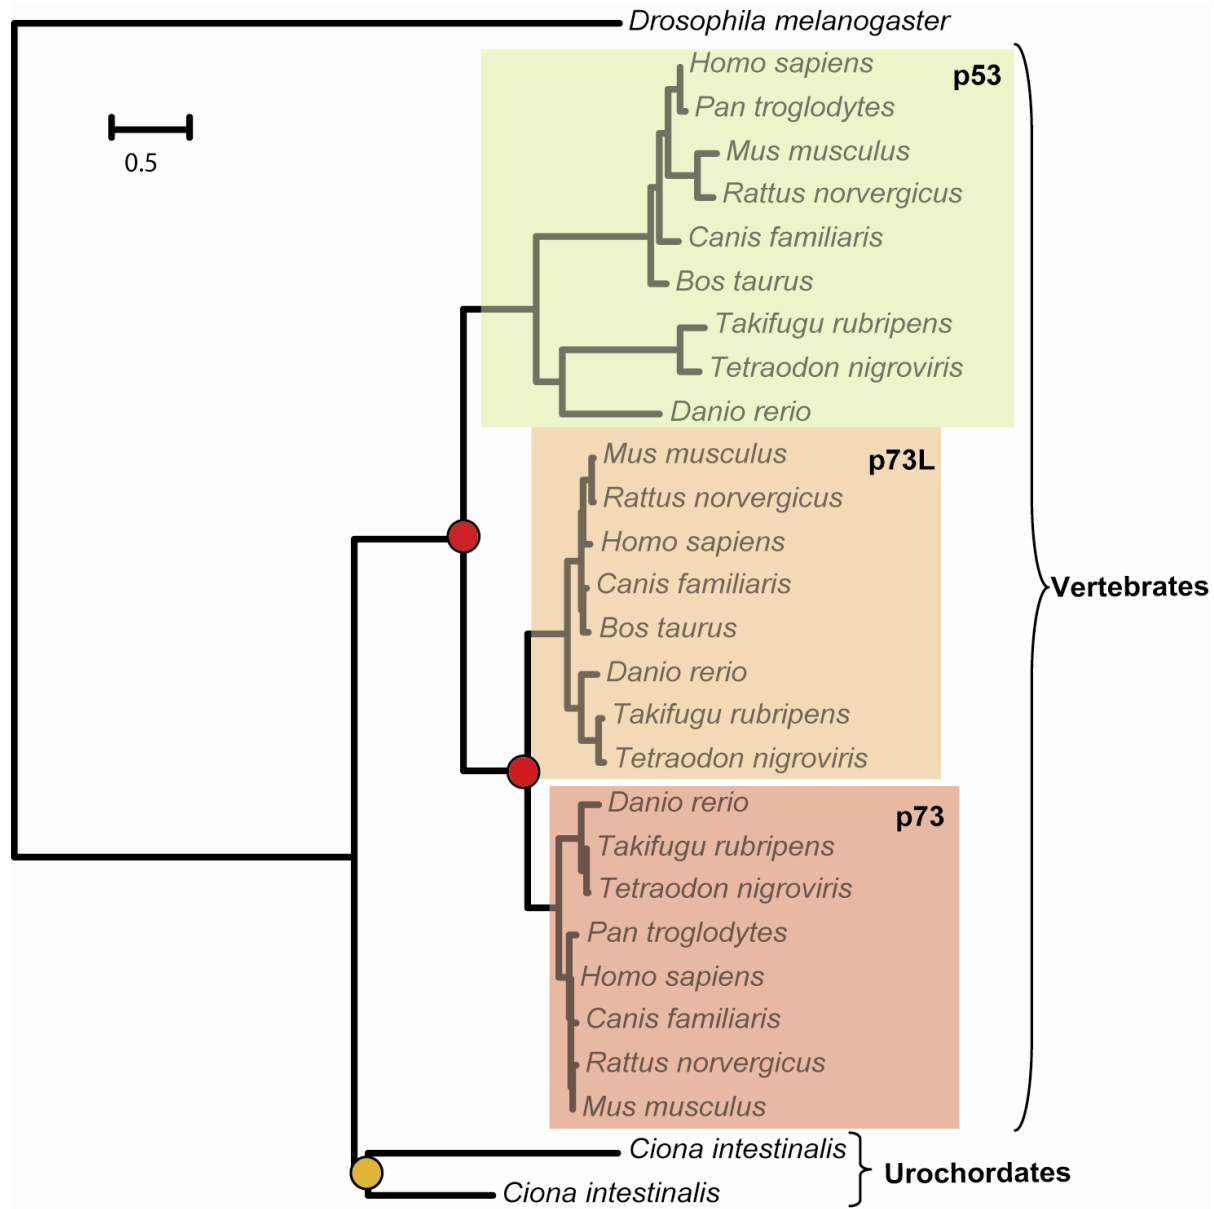 Drosophila melanogaster
Homo sapiens
p53
Pan troglodytes
0.5
Mus musculus
Rattus norvergicus
Canis familiaris
Bos taurus
Takifugu rubripens
Tetraodon nigroviris
Danio rerio
Mus musculus
p73L
Rattus norvergicus
Homo sapiens
Canis familiaris
Vertebrates
Bos taurus
Danio rerio
Takifugu rubripens
Tetraodon nigroviris
Danio rerio
p73
Takifugu rubripens
Tetraodon nigroviris
Pan troglodytes
Homo sapiens
Canis familiaris
Rattus norvergicus
Mus musculus
Ciona intestinalis
Urochordates
Ciona intestinalis